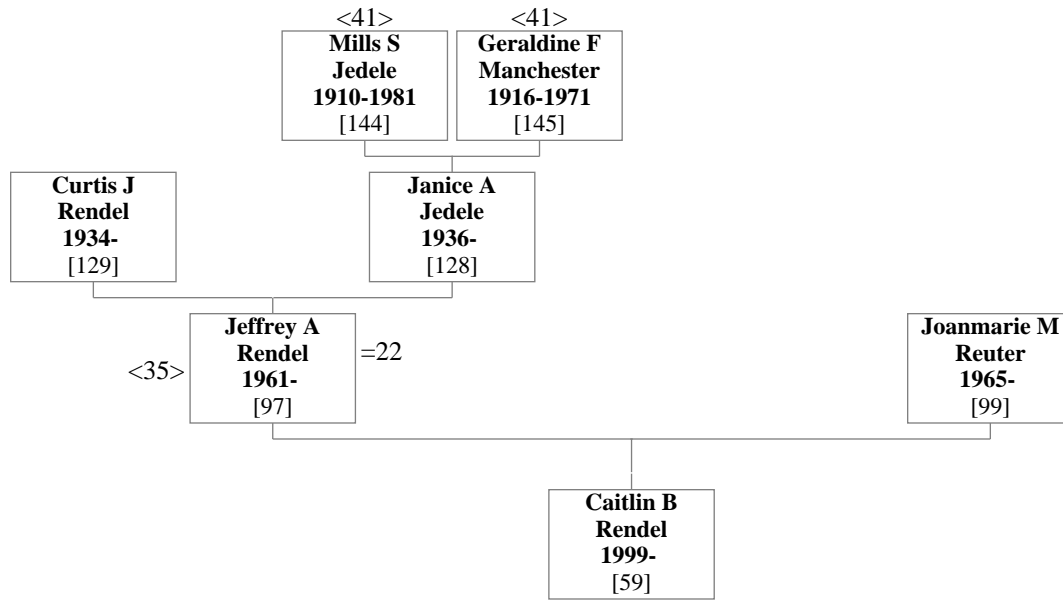 <41>
Mills S
Jedele
1910-1981
[144]
<41>
Geraldine F
Manchester
1916-1971
[145]
Curtis J
Rendel
1934-
[129]
Janice A
Jedele
1936-
[128]
<35>
Jeffrey A
Rendel
1961-
[97]
=22
Joanmarie M
Reuter
1965-
[99]
Caitlin B
Rendel
1999-
[59]